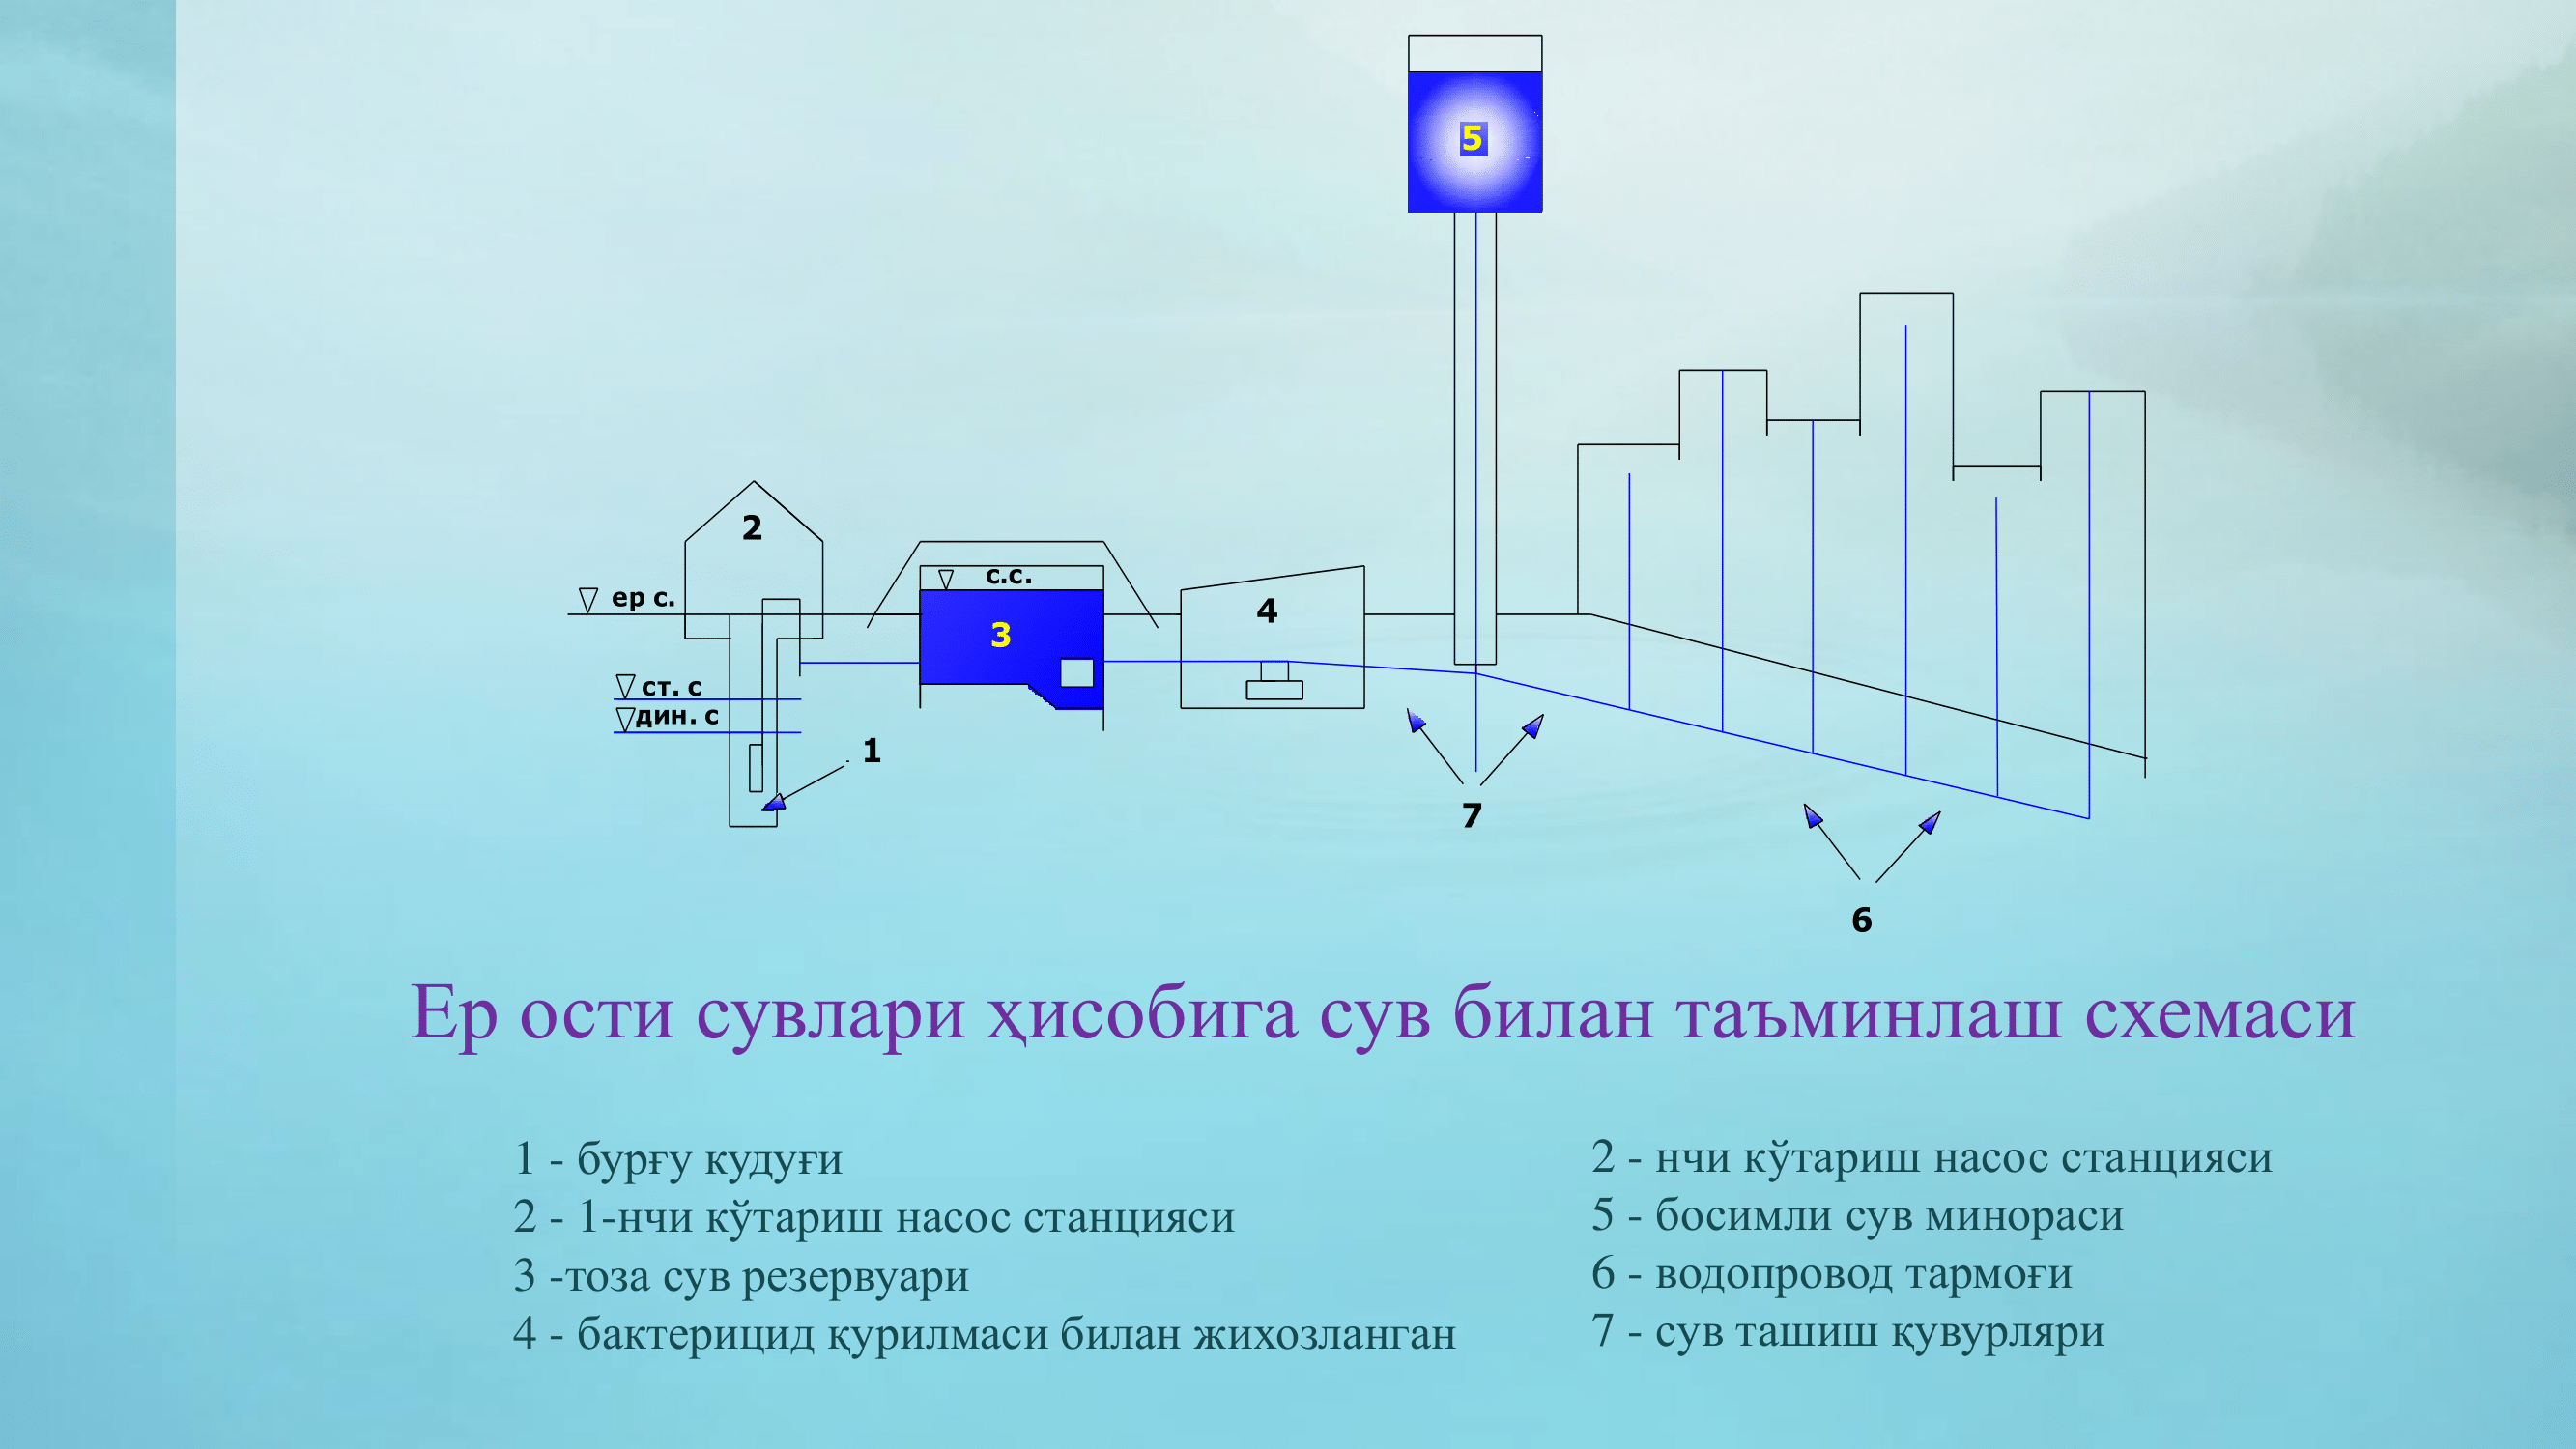 5
2
с.с.
ер с.
4
3
ст. с
дин. с
1
7
6
Ер ости сувлари ҳисобига сув билан таъминлаш схемаси
1 - бурғу кудуғи
2 - 1-нчи кўтариш насос станцияси
3 -тоза сув резервуари
4 - бактерицид қурилмаси билан жихозланган
2 - нчи кўтариш насос станцияси
5 - босимли сув минораси
6 - водопровод тармоғи
7 - сув ташиш қувурляри